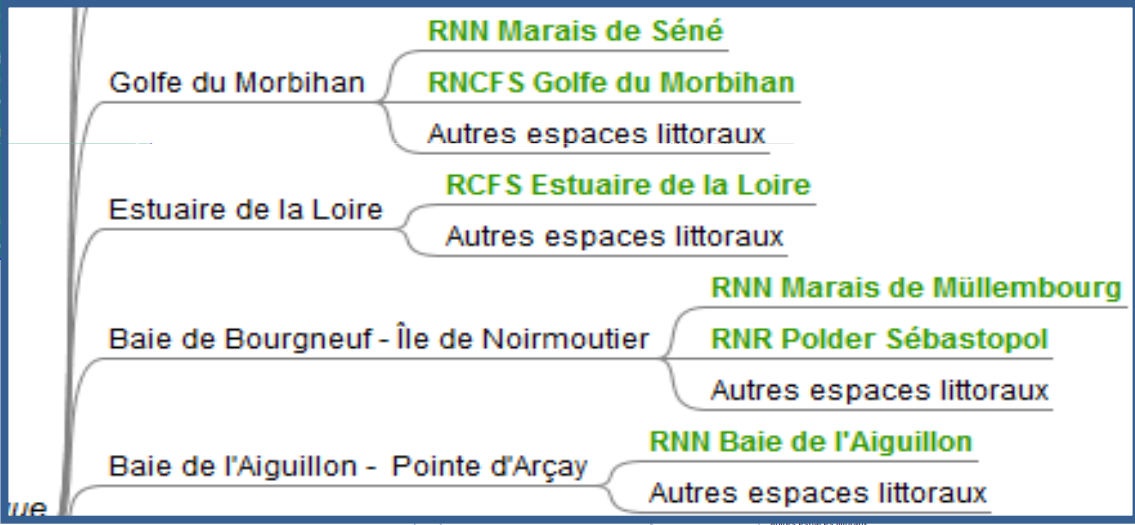 RNN Marais de Séné
Golfe du Morbihan
RNCFS Golfe du Morbihan
Autres espaces littoraux
RCFS Estuaire de la Loire
Estuaire de la Loire
Autres espaces littoraux
RNN Marais de Müllembourg
Baie de Bourgneuf - Île de Noirmoutier
RNR Polder Sébastopol
Autres espaces littoraux
RNN Baie de l'Aiguillon
Baie de l'Aiguillon - Pointe d'Arçay
Autres espaces littoraux